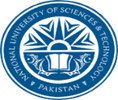 NATIONAL UNIVERSITY OF SCIENCES & TECHNOLOGY
PAKISTAN